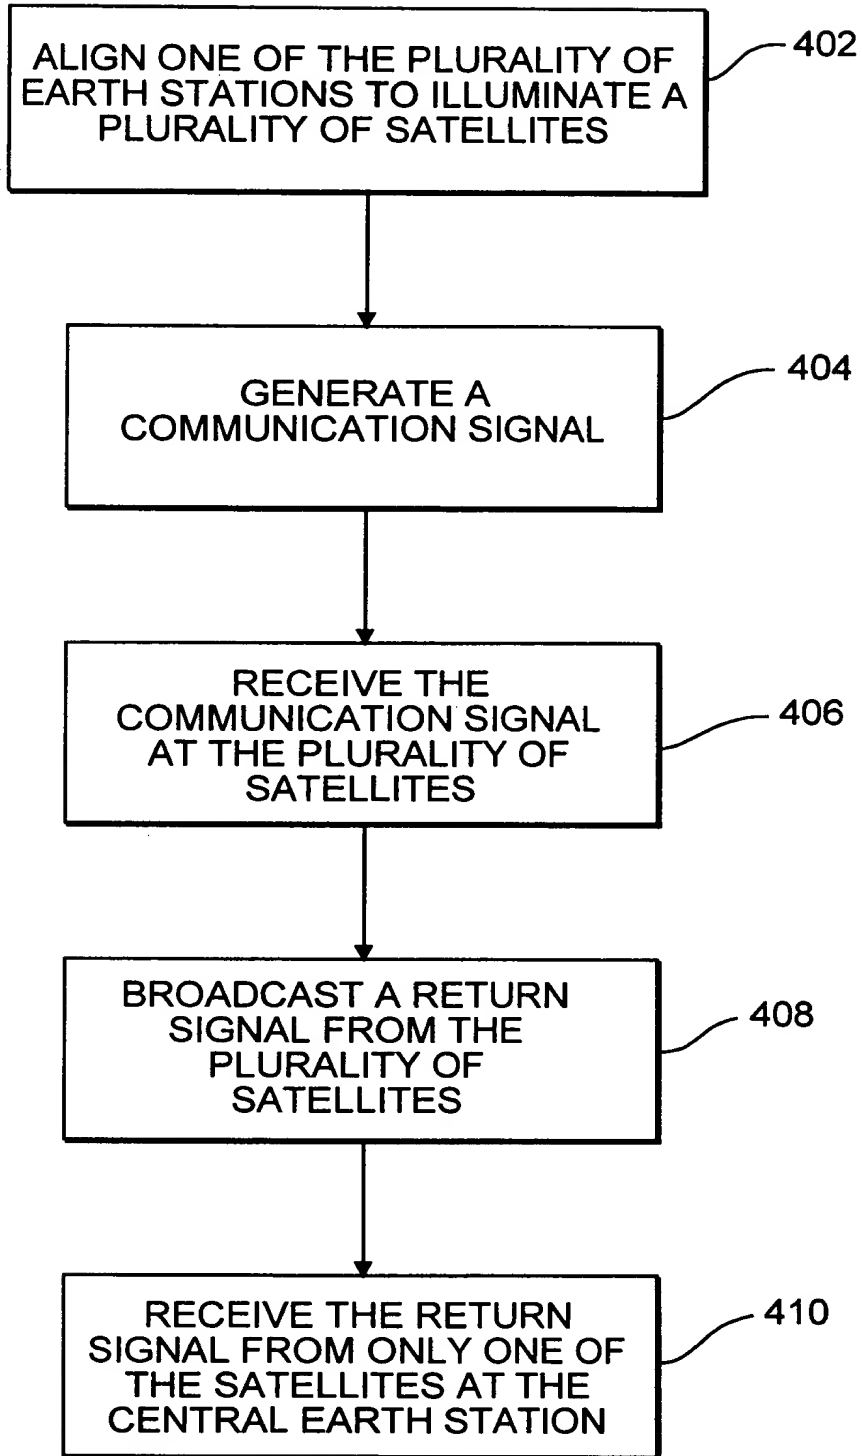 ALIGN ONE OF THE PLURALITY OF
EARTH STATIONS TO ILLUMINATE A
PLURALITY OF SATELLITES
402
GENERATE A
COMMUNICATION SIGNAL
404
RECEIVE THE
COMMUNICATION SIGNAL
AT THE PLURALITY OF
SATELLITES
406
BROADCAST A RETURN
SIGNAL FROM THE
PLURALITY OF
SATELLITES
408
RECEIVE THE RETURN
SIGNAL FROM ONLY ONE OF
THE SATELLITES AT THE
CENTRAL EARTH STATION
410